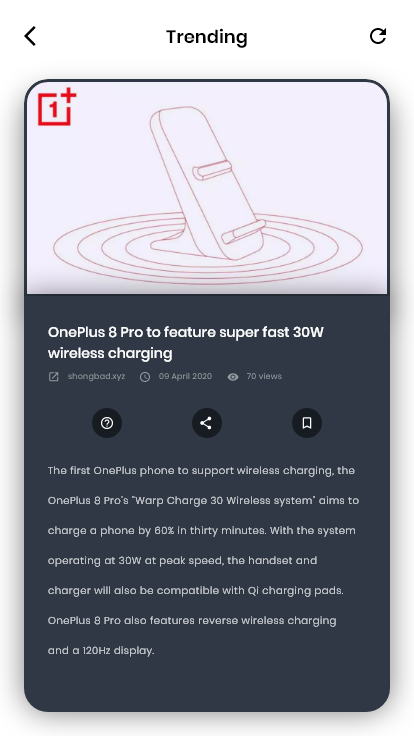 Trending
1+
OnePlus 8 Pro to feature super fast 30W
wireless charging
shongbad.xyz 09 April 2020 70 views
The first OnePlus phone to support wireless charging, the
OnePlus 8 Pro's "Warp Charge 30 Wireless system" aims to
charge a phone by 60% in thirty minutes. With the system
operating at 30W at peak speed, the handset and
charger will also be compatible with Qi charging pads.
OnePlus 8 Pro also features reverse wireless charging
and a 120Hz display.